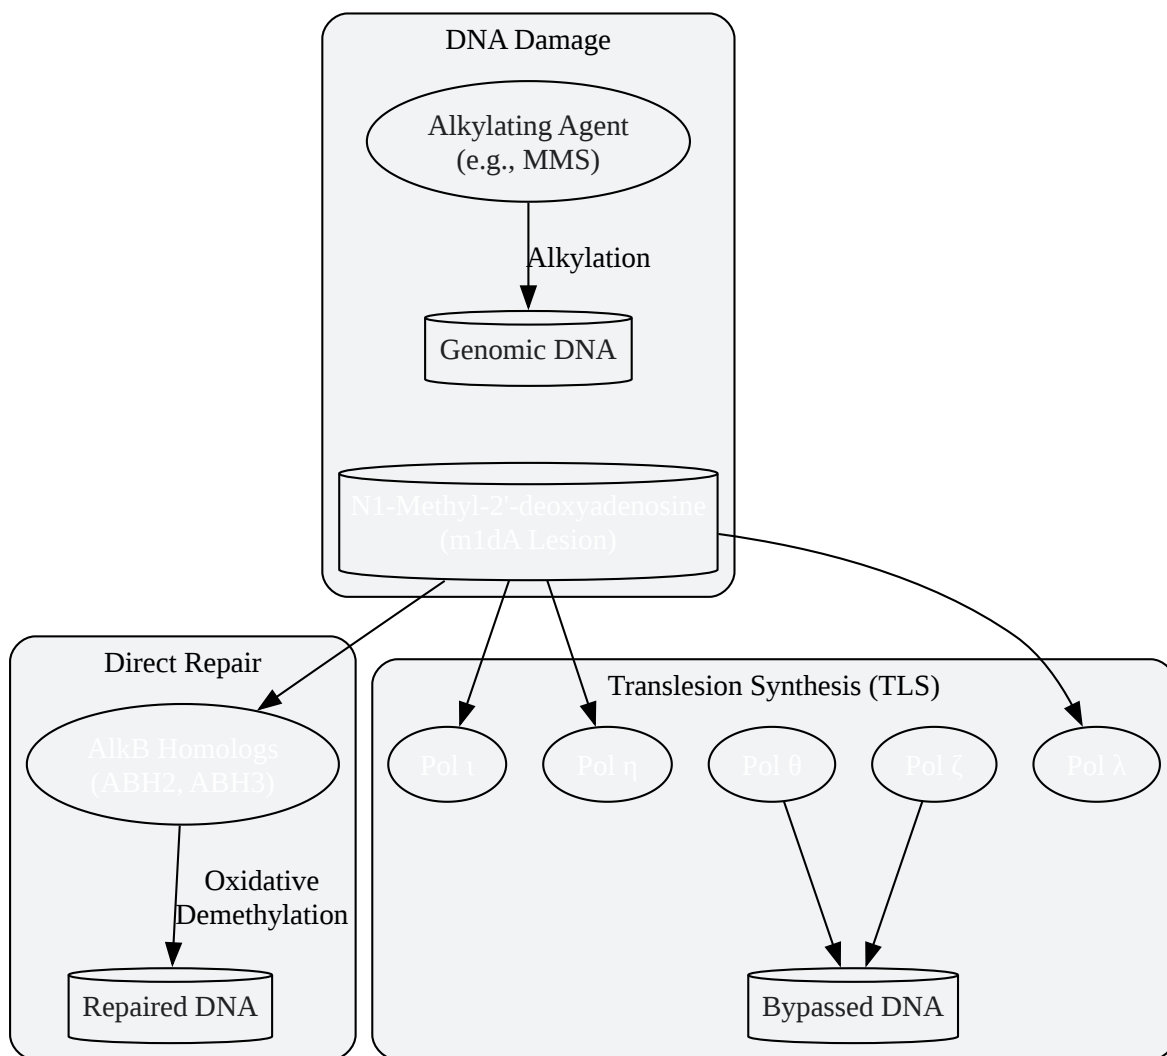 DNA Damage
Alkylating Agent
(e.g., MMS)
Alkylation
Genomic DNA
N1-Methyl-2'-deoxyadenosine
(m1dA Lesion)
Direct Repair
AlkB Homologs
(ABH2, ABH3)
Oxidative
Demethylation
Repaired DNA
Translesion Synthesis (TLS)
Pol ι
Pol η
Pol θ
Pol ζ
Pol λ
Bypassed DNA